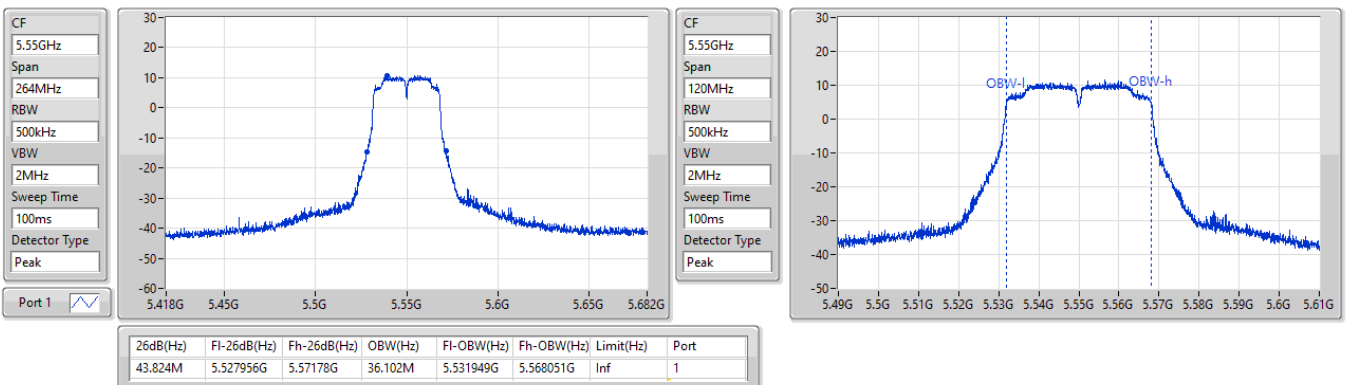 CF
5.55GHz
Span
264MHz
RBW
500kHz
VBW
2MHz
Sweep Time
100ms
Detector Type
Peak
Port 1
30
20
10
0
-10
-20
-30
-40
-50
-60
5.418G 5.45G 5.5G 5.55G 5.6G 5.65G 5.682G
CF
5.55GHz
Span
120MHz
RBW
500kHz
VBW
2MHz
Sweep Time
100ms
Detector Type
Peak
30
20
10
0
-10
-20
-30
-40
-50
OBW-l OBW-h
5.49G 5.5G 5.51G 5.52G 5.53G 5.54G 5.55G 5.56G 5.57G 5.58G 5.59G 5.6G 5.61G
26dB(Hz) Fl-26dB(Hz) Fh-26dB(Hz) OBW(Hz) Fl-OBW(Hz) Fh-OBW(Hz) Limit(Hz) Port
43.824M 5.527956G 5.57178G 36.102M 5.531949G 5.568051G Inf 1